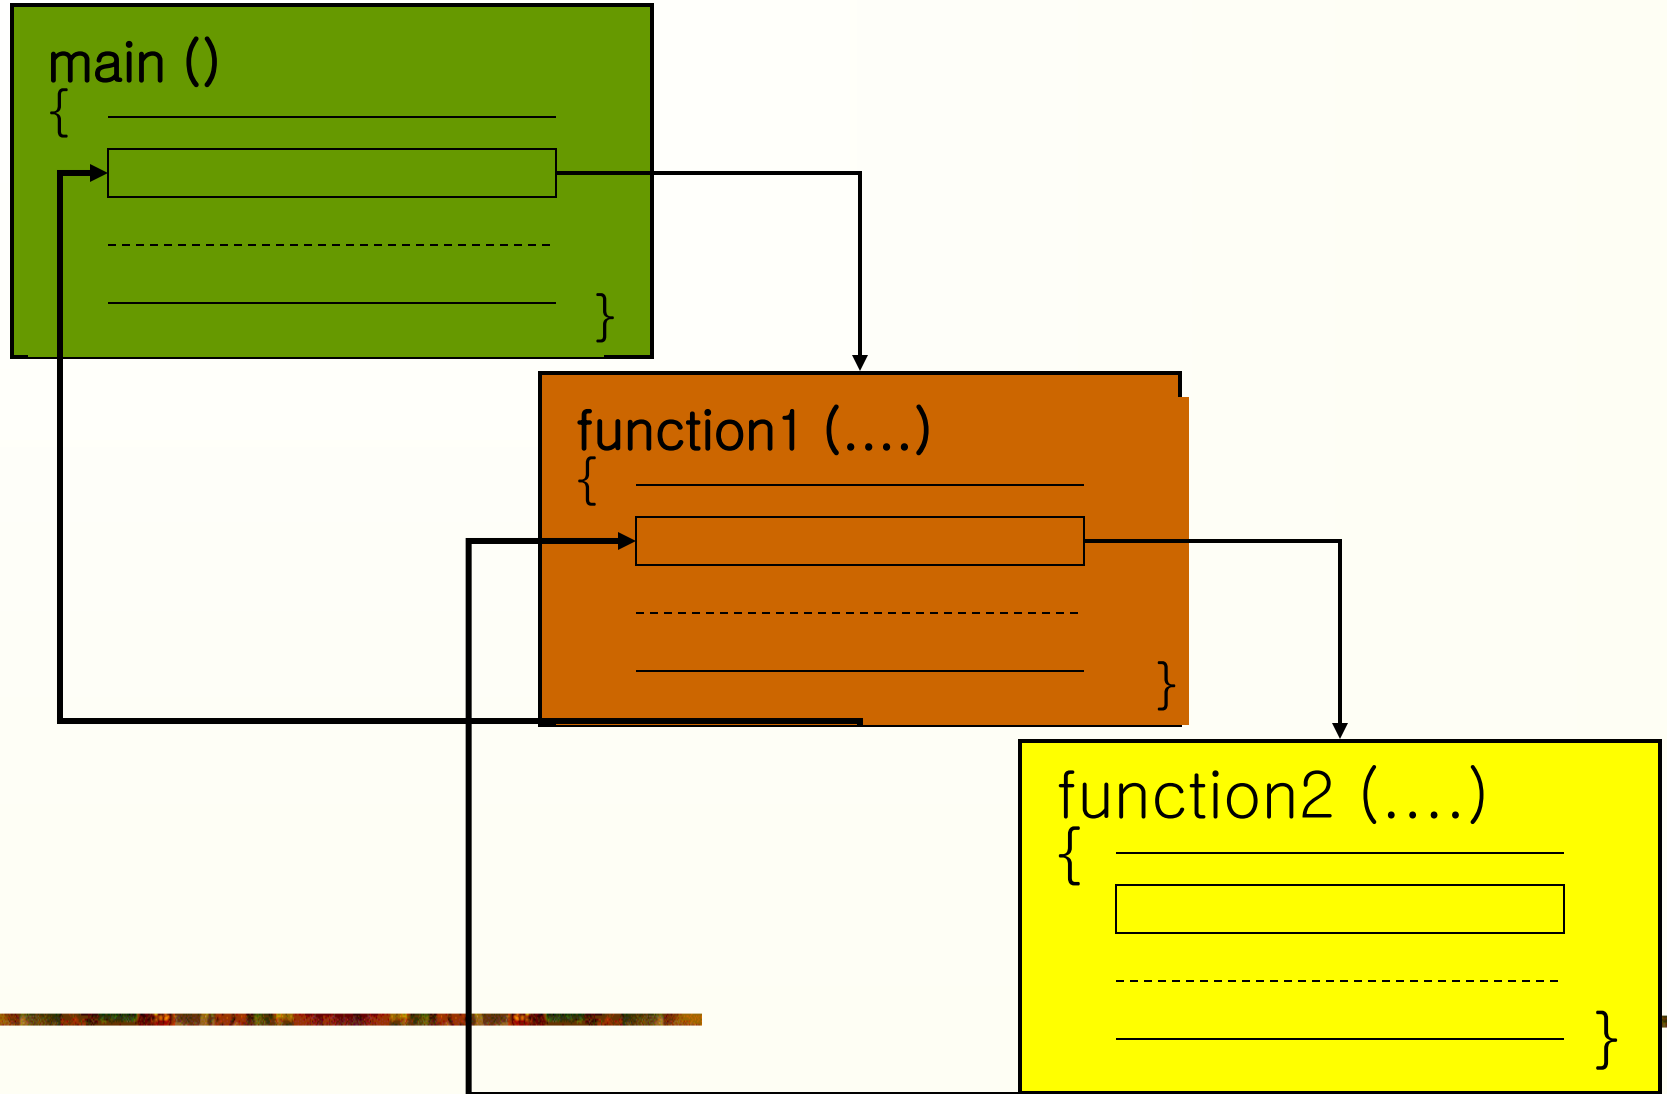 main ()
{
}
function1 (....)
{
}
function2 (....)
{
}